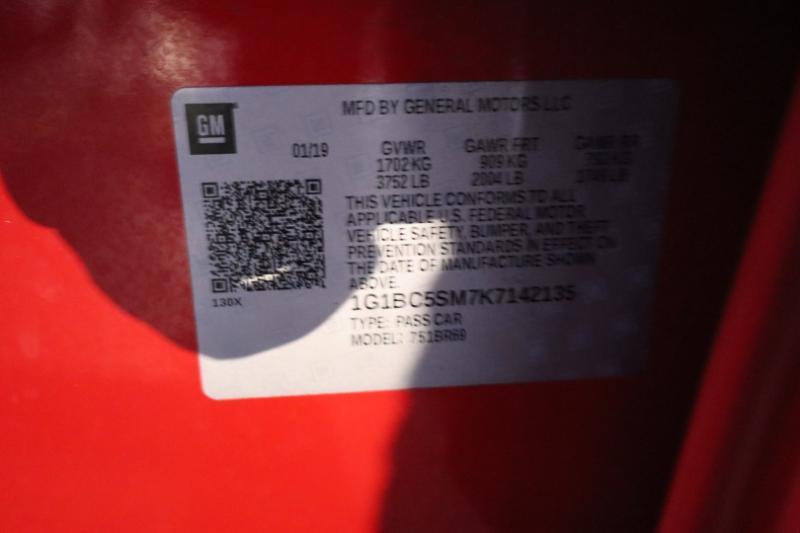 MFD BY GENERAL MOTORS LLC
GM
01/19 GVWR GAWR FRT GAWR RR
1702 KG 909 KG
3752 LB 2004 LB
THIS VEHICLE CONFORMS TO ALL
APPLICABLE U.S. FEDERAL MOTOR
VEHICLE SAFETY, BUMPER, AND THEFT
PREVENTION STANDARDS IN EFFECT ON
THE DATE OF MANUFACTURE SHOWN
ABOVE.
130X
1G1BC5SM7K7142135
TYPE: PASS CAR
MODEL: 751BR69